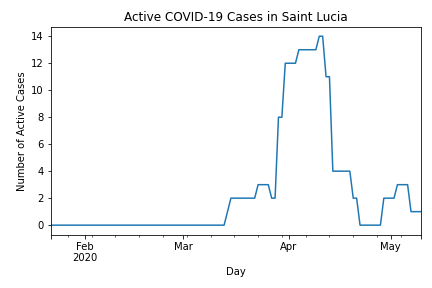 Active COVID-19 Cases in Saint Lucia
14
12
10
8
6
4
2
0
Number of Active Cases
Feb
2020
Mar
Apr
May
Day